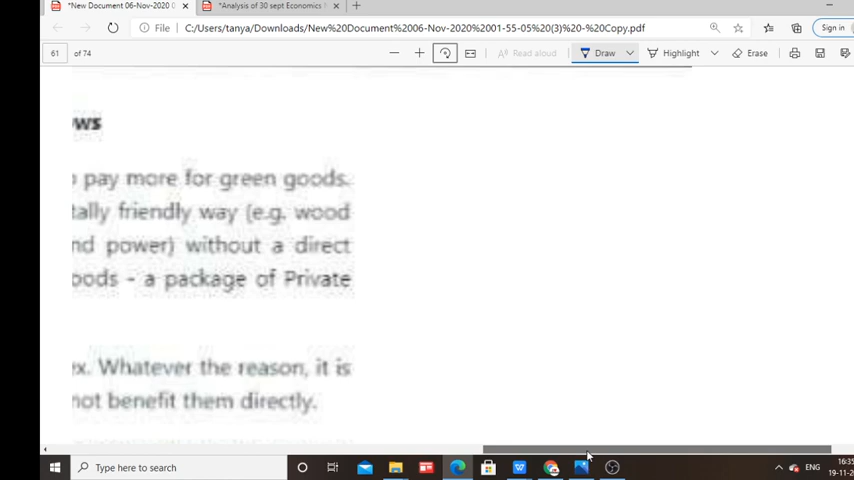 *New Document 06-Nov-2020 0
*Analysis of 30 sept Economics
File C:/Users/tanya/Downloads/New%20Document%2006-Nov-2020%2001-55-05%20(3)%20-%20Copy.pdf
Sign in
61 of 74
Read aloud
Draw
Highlight
Erase
ows
pay more for green goods.
tally friendly way (e.g. wood
nd power) without a direct
oods - a package of Private
ex. Whatever the reason, it is
not benefit them directly.
Type here to search
ENG
16:35
19-11-2